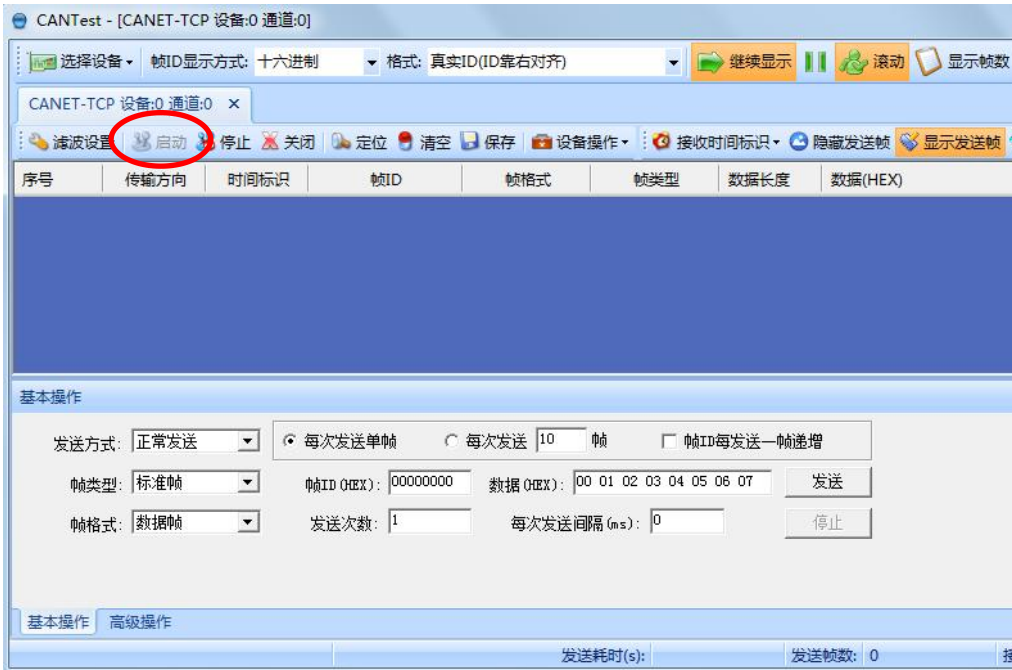 CANTest - [CANET-TCP 设备:0 通道:0]
选择设备 帧ID显示方式: 十六进制 格式: 真实ID(ID靠右对齐) 继续显示 滚动 显示帧数
CANET-TCP 设备:0 通道:0 ×
滤波设置 启动 停止 关闭 定位 清空 保存 设备操作 接收时间标识 隐藏发送帧 显示发送帧
序号 传输方向 时间标识 帧ID 帧格式 帧类型 数据长度 数据(HEX)
基本操作
发送方式: 正常发送 每次发送单帧 每次发送 10 帧 帧ID每发送一帧递增
帧类型: 标准帧 帧ID(HEX): 00000000 数据(HEX): 00 01 02 03 04 05 06 07 发送
帧格式: 数据帧 发送次数: 1 每次发送间隔(ms): 0 停止
基本操作 高级操作
发送耗时(s): 发送帧数: 0